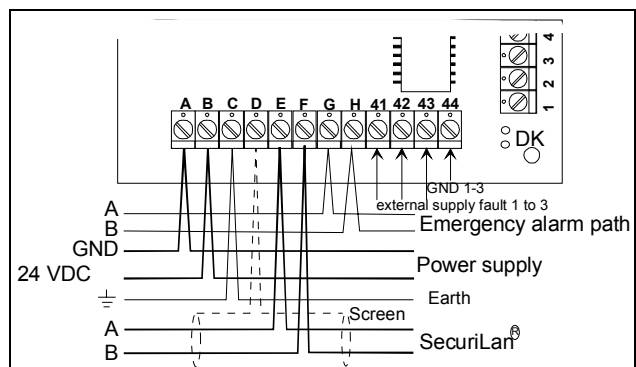 4
3
2
1
A B C D E F G H 41 42 43 44
DK
GND 1-3
external supply fault 1 to 3
A
Emergency alarm path
B
GND
Power supply
24 VDC
Earth
Screen
A
SecuriLan®
B